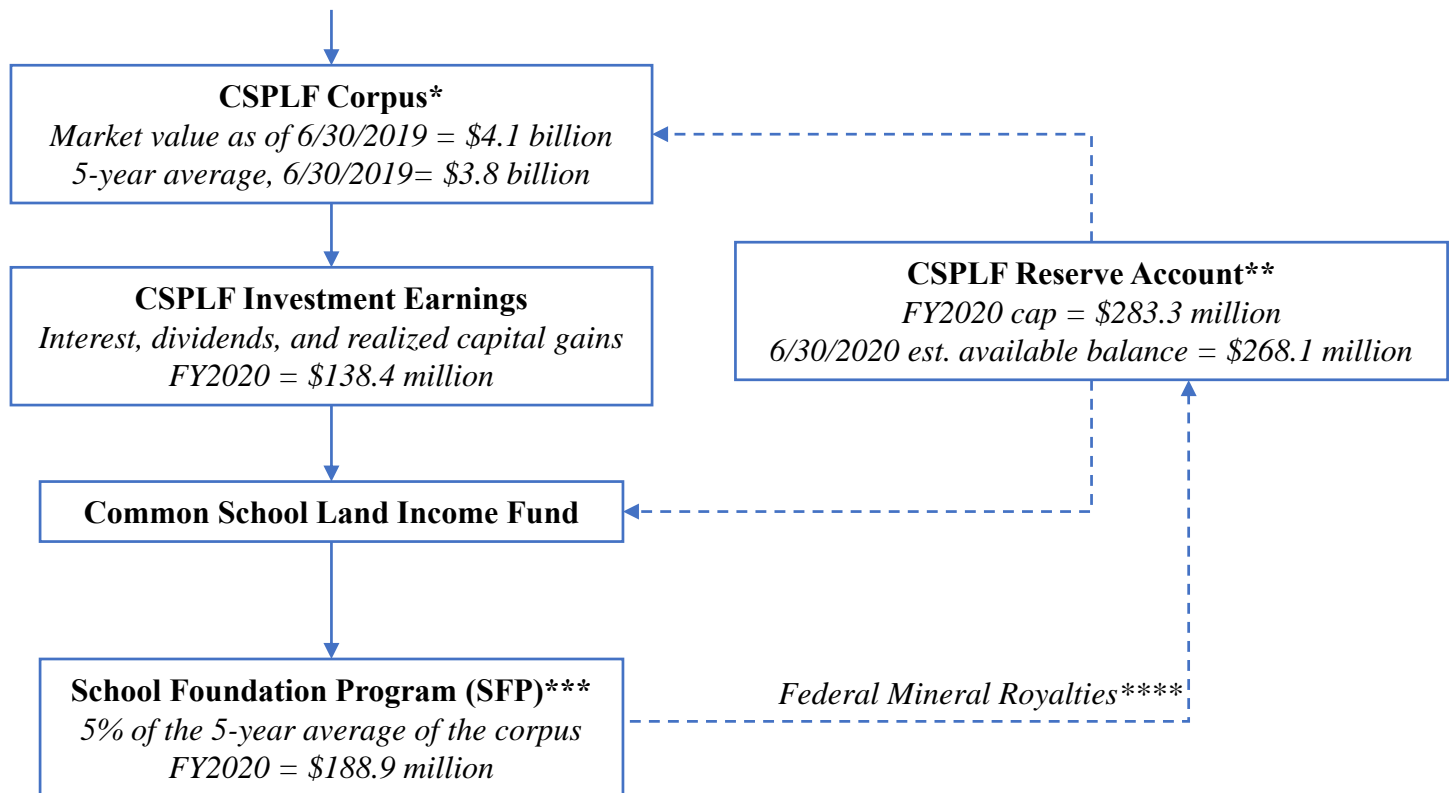 CSPLF Corpus*
Market value as of 6/30/2019 = $4.1 billion
5-year average, 6/30/2019= $3.8 billion
CSPLF Investment Earnings
Interest, dividends, and realized capital gains
FY2020 = $138.4 million
CSPLF Reserve Account**
FY2020 cap = $283.3 million
6/30/2020 est. available balance = $268.1 million
Common School Land Income Fund
School Foundation Program (SFP)***
5% of the 5-year average of the corpus
FY2020 = $188.9 million
Federal Mineral Royalties****